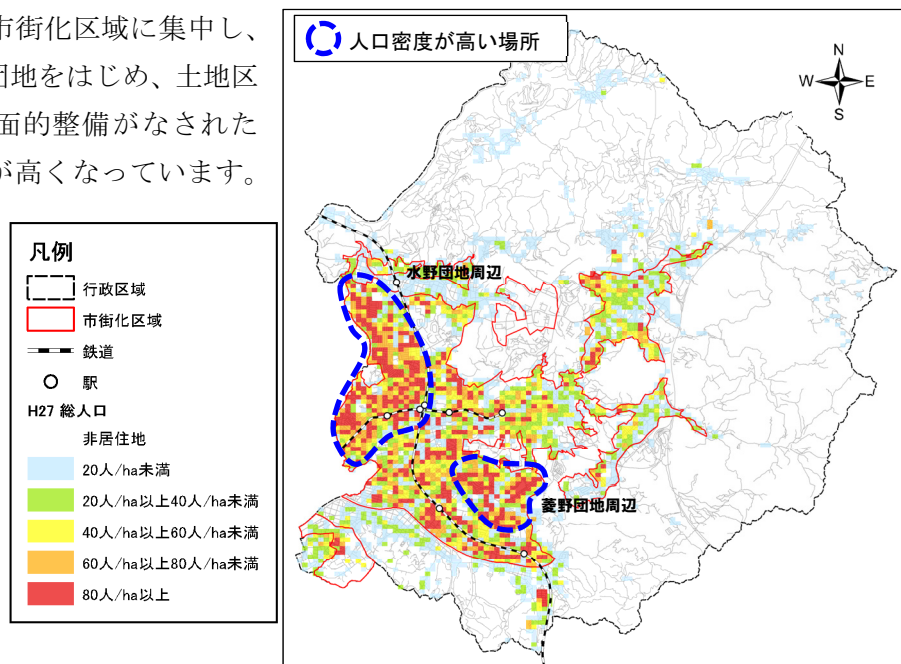 市街化区域に集中し、
団地をはじめ、土地区
面的整備がなされた
が高くなっています。
人口密度が高い場所
N
W E
S
水野団地周辺
菱野団地周辺
凡例
行政区域
市街化区域
鉄道
駅
H27 総人口
非居住地
20人/ha未満
20人/ha以上40人/ha未満
40人/ha以上60人/ha未満
60人/ha以上80人/ha未満
80人/ha以上